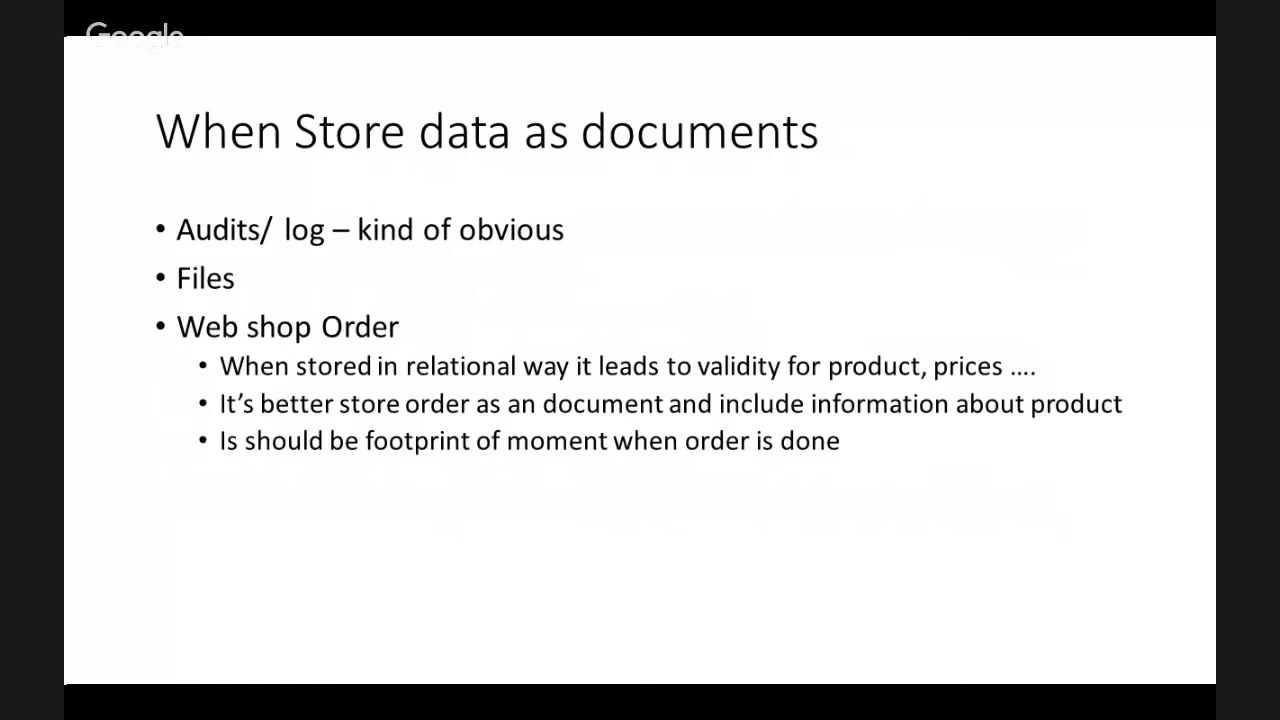 Google
When Store data as documents
• Audits/ log – kind of obvious
• Files
• Web shop Order
• When stored in relational way it leads to validity for product, prices ....
• It's better store order as an document and include information about product
• Is should be footprint of moment when order is done